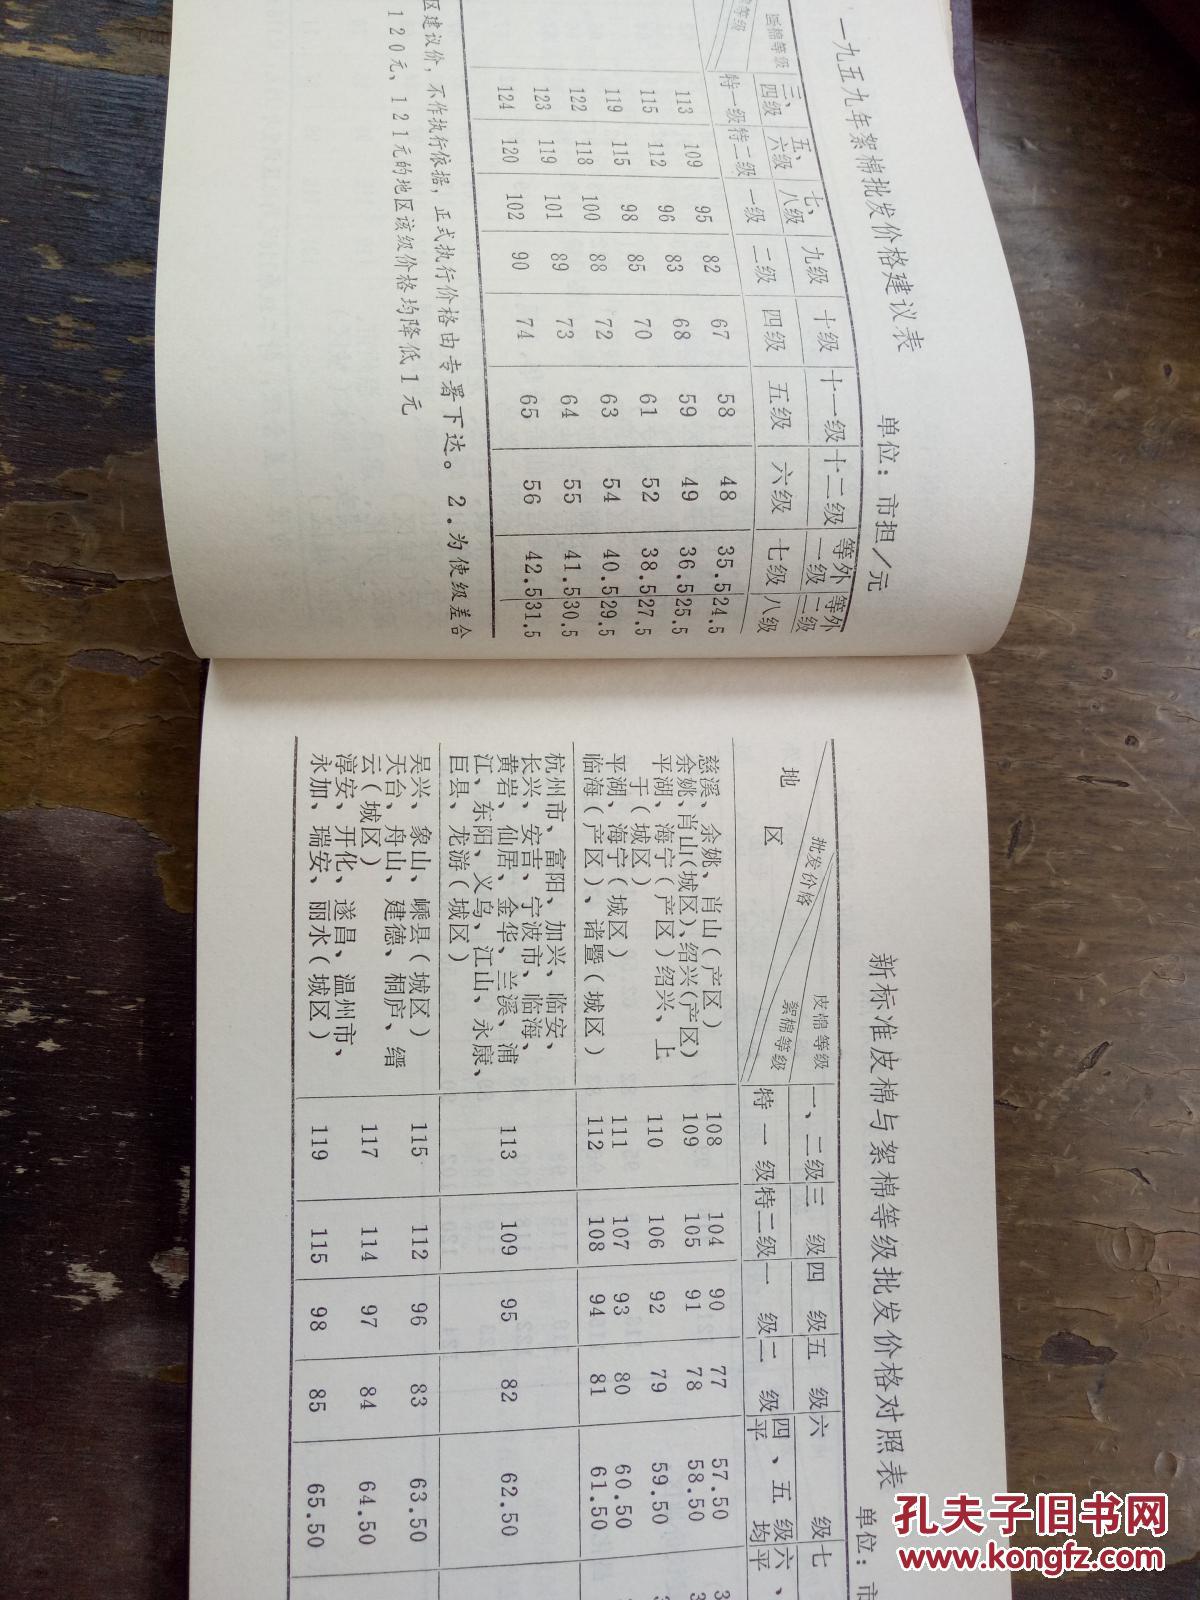 一九五九年絮棉批发价格建议表
单位：市担/元
皮棉等级 三、四级 五、六级 七、八级 九级 十级 十一级 十二级 等外一级 等外二级
特一级 特二级 一级 二级 四级 五级 六级 七级 八级
113 109 95 82 67 58 48 35.5 24.5
115 112 96 83 68 59 49 36.5 25.5
119 115 98 85 70 61 52 38.5 27.5
122 118 100 88 72 63 54 40.5 29.5
123 119 101 89 73 64 55 41.5 30.5
124 120 102 90 74 65 56 42.5 31.5
区建议价，不作执行依据，正式执行价格由专署下达。2.为使级差合
120元、121元的地区该级价格均降低1元
新标准皮棉与絮棉等级批发价格对照表
单位：市
皮棉等级 一、二级 三级 四级 五级 六级 七
絮棉等级 特一级 特二级 一级 二级 四、五级平均 六、平
批发价格
地区
慈溪、余姚、肖山(产区) 108 104 90 77 57.50 3
余姚、肖山(城区)、绍兴(产区) 109 105 91 78 58.50 3
平湖、海宁(产区)绍兴、上
于(城区) 110 106 92 79 59.50 3
平湖、海宁(城区) 111 107 93 80 60.50
临海(产区)、诸暨(城区) 112 108 94 81 61.50
杭州市、富阳、加兴、临安、
长兴、安吉、宁波市、临海、
黄岩、仙居、金华、兰溪、浦 113 109 95 82 62.50
江、东阳、义乌、江山、永康、
巨县、龙游(城区)
吴兴、象山、嵊县(城区) 115 112 96 83 63.50
天台、舟山、建德、桐庐、缙
云(城区) 117 114 97 84 64.50
淳安、开化、遂昌、温州市、
永加、瑞安、丽水(城区) 119 115 98 85 65.50
孔夫子旧书网
www.kongfz.com